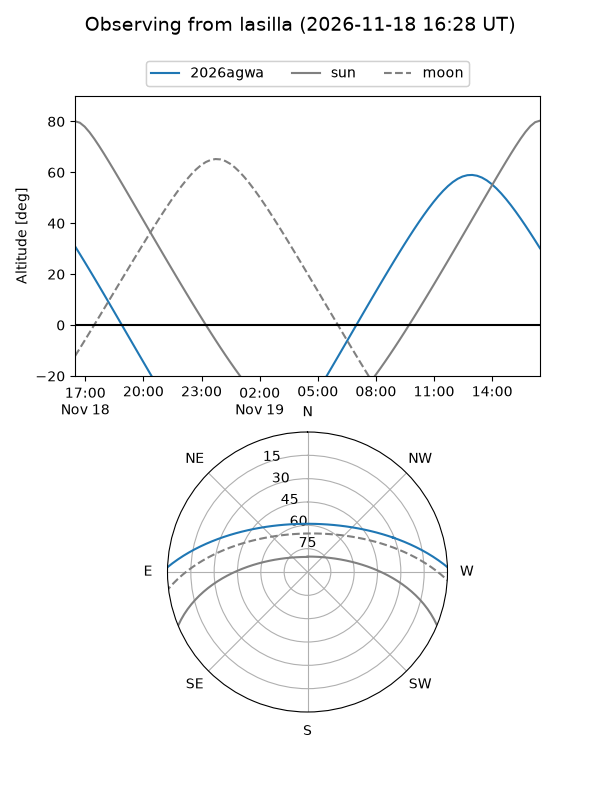 Observing from lasilla (2026-11-18 16:28 UT)
2026agwa sun moon
Altitude [deg]
80
60
40
20
0
−20
17:00 20:00 23:00 02:00 05:00 08:00 11:00 14:00
Nov 18 Nov 19
N
NE NW
15
30
45
60
75
E W
SE SW
S